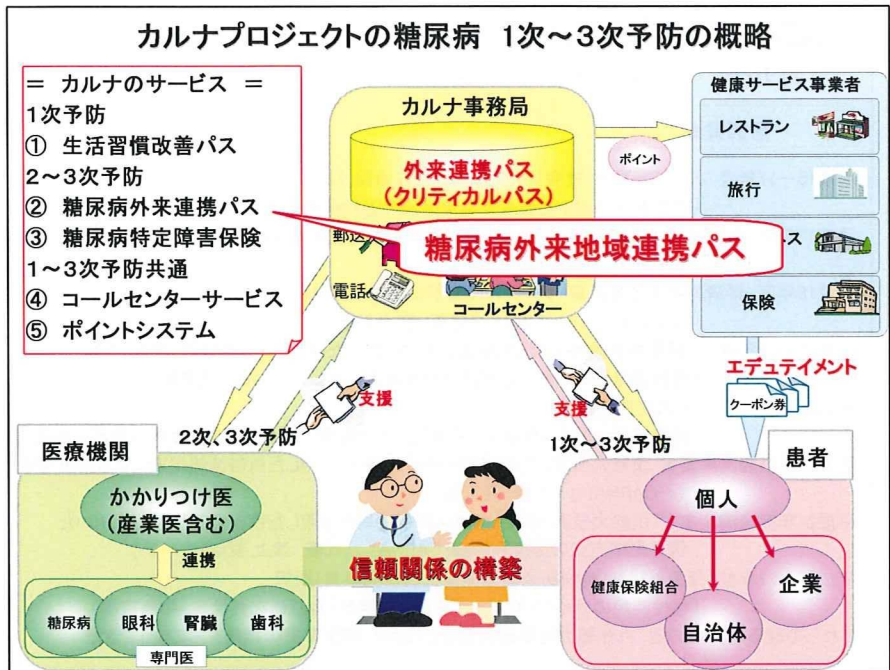 カルナプロジェクトの糖尿病 1次～3次予防の概略
= カルナのサービス =
1次予防
① 生活習慣改善パス
2～3次予防
② 糖尿病外来連携パス
③ 糖尿病特定障害保険
1～3次予防共通
④ コールセンターサービス
⑤ ポイントシステム
カルナ事務局
外来連携パス
(クリティカルパス)
郵送
電話
コールセンター
糖尿病外来地域連携パス
ポイント
健康サービス事業者
レストラン
旅行
ス
保険
エデュテイメント
クーポン券
支援
2次、3次予防
支援
1次～3次予防
医療機関
かかりつけ医
(産業医含む)
連携
糖尿病
眼科
腎臓
歯科
専門医
信頼関係の構築
患者
個人
健康保険組合
自治体
企業